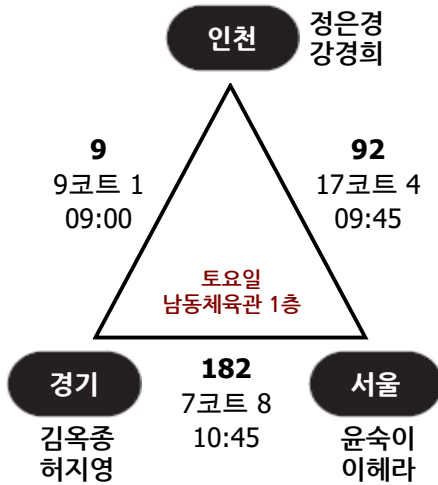 인천
정은경
강경희
9
9코트 1
09:00
92
17코트 4
09:45
토요일
남동체육관 1층
경기
김옥종
허지영
182
7코트 8
10:45
서울
윤숙이
이헤라